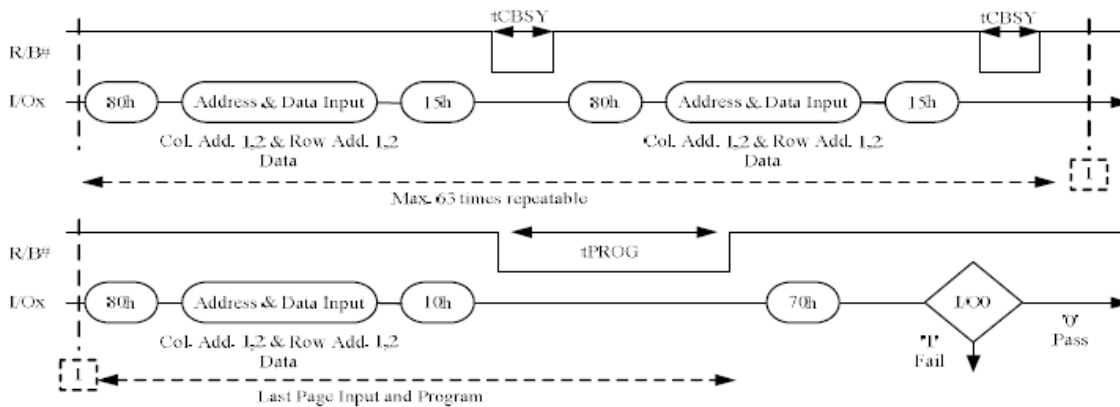 tCBSY tCBSY
R/B#
I/Ox 80h Address & Data Input 15h 80h Address & Data Input 15h
Col. Add. 1,2 & Row Add. 1,2 Col. Add. 1,2 & Row Add. 1,2
Data Data
Max. 63 times repeatable 1
R/B#
tPROG
I/Ox 80h Address & Data Input 10h 70h I/O0
"0"
Col. Add. 1,2 & Row Add. 1,2 "1" Pass
Data Fail
1
Last Page Input and Program